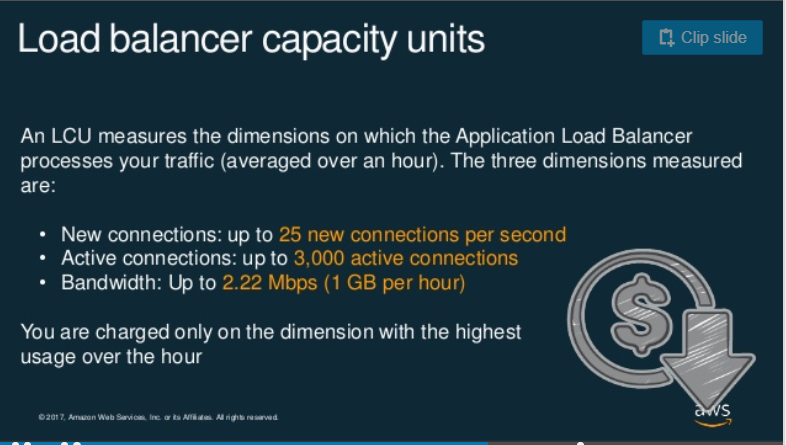 Load balancer capacity units
Clip slide
An LCU measures the dimensions on which the Application Load Balancer
processes your traffic (averaged over an hour). The three dimensions measured
are:
• New connections: up to 25 new connections per second
• Active connections: up to 3,000 active connections
• Bandwidth: Up to 2.22 Mbps (1 GB per hour)
You are charged only on the dimension with the highest
usage over the hour
$
© 2017, Amazon Web Services, Inc. or its Affiliates. All rights reserved.
aws